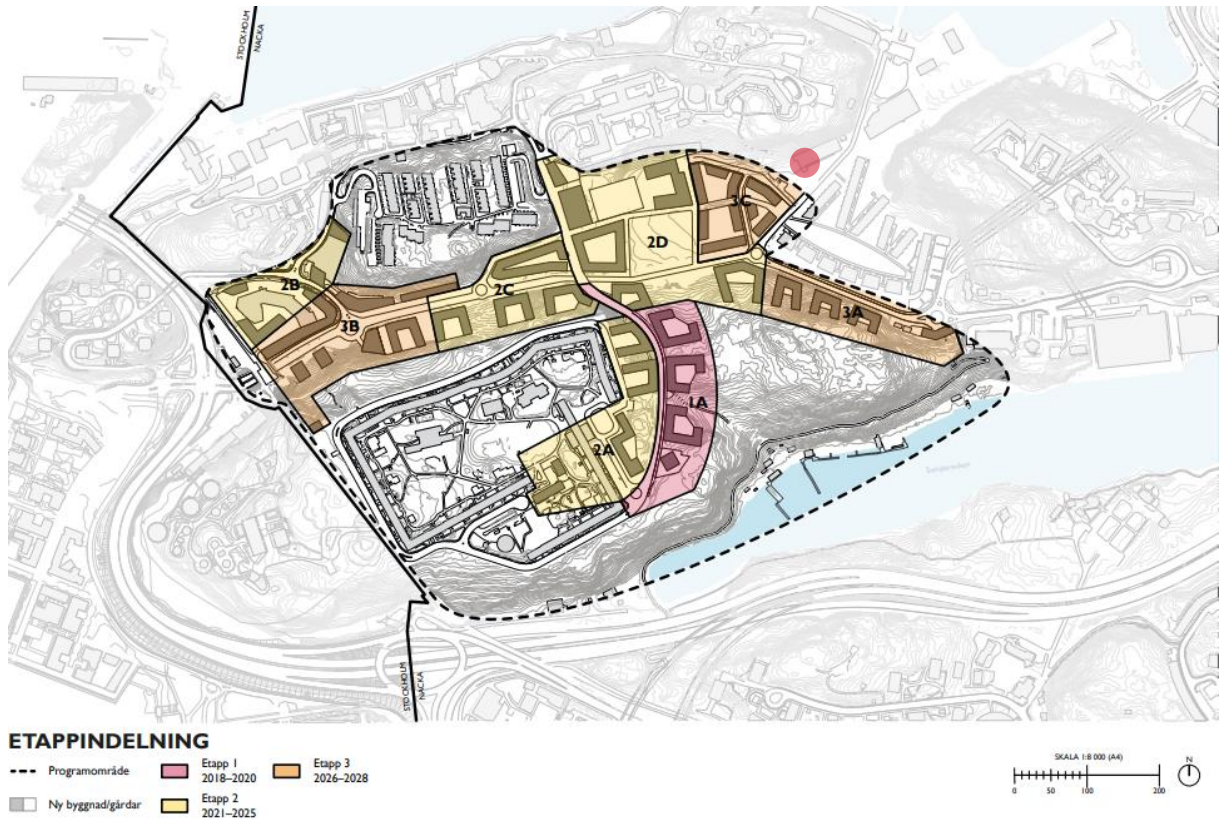 STOCKHOLM
NACKA
3C
2D
2B
2C
3B
3A
1A
2A
STOCKHOLM
NACKA
ETAPPINDELNING
Programområde
Etapp 1
2018–2020
Etapp 3
2026–2028
Ny byggnad/gårdar
Etapp 2
2021–2025
SKALA 1:8 000 (A4)
0 50 100 200
N